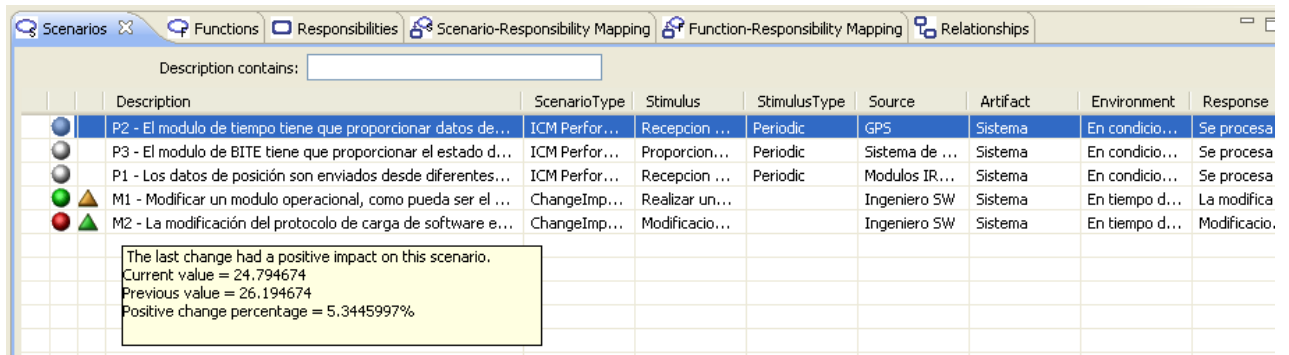 Scenarios Functions Responsibilities Scenario-Responsibility Mapping Function-Responsibility Mapping Relationships
Description contains:
Description ScenarioType Stimulus StimulusType Source Artifact Environment Response
P2 - El modulo de tiempo tiene que proporcionar datos de... ICM Perfor... Recepcion ... Periodic GPS Sistema En condicio... Se procesa
P3 - El modulo de BITE tiene que proporcionar el estado d... ICM Perfor... Proporcion... Periodic Sistema de ... Sistema En condicio... Se procesa
P1 - Los datos de posición son enviados desde diferentes... ICM Perfor... Recepcion ... Periodic Modulos IR... Sistema En condicio... Se procesa
M1 - Modificar un modulo operacional, como pueda ser el ... ChangeImp... Realizar un... Ingeniero SW Sistema En tiempo d... La modifica
M2 - La modificación del protocolo de carga de software e... ChangeImp... Modificacio... Ingeniero SW Sistema En tiempo d... Modificacio.
The last change had a positive impact on this scenario.
Current value = 24.794674
Previous value = 26.194674
Positive change percentage = 5.3445997%